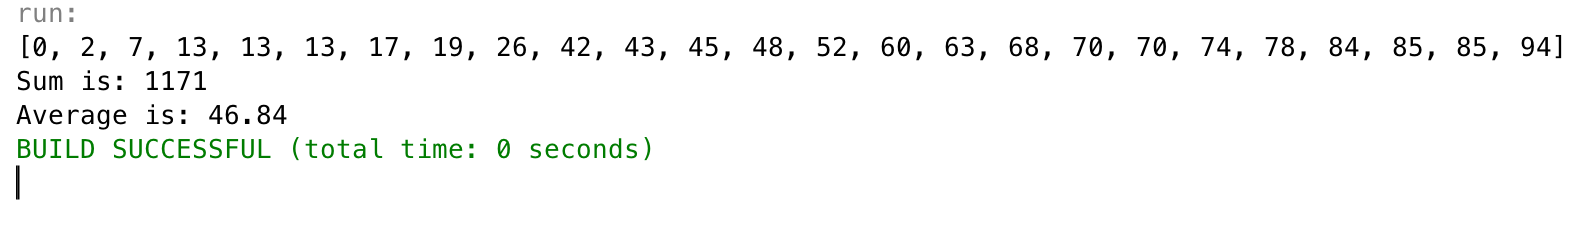 run:
[0, 2, 7, 13, 13, 13, 17, 19, 26, 42, 43, 45, 48, 52, 60, 63, 68, 70, 70, 74, 78, 84, 85, 85, 94]
Sum is: 1171
Average is: 46.84
BUILD SUCCESSFUL (total time: 0 seconds)